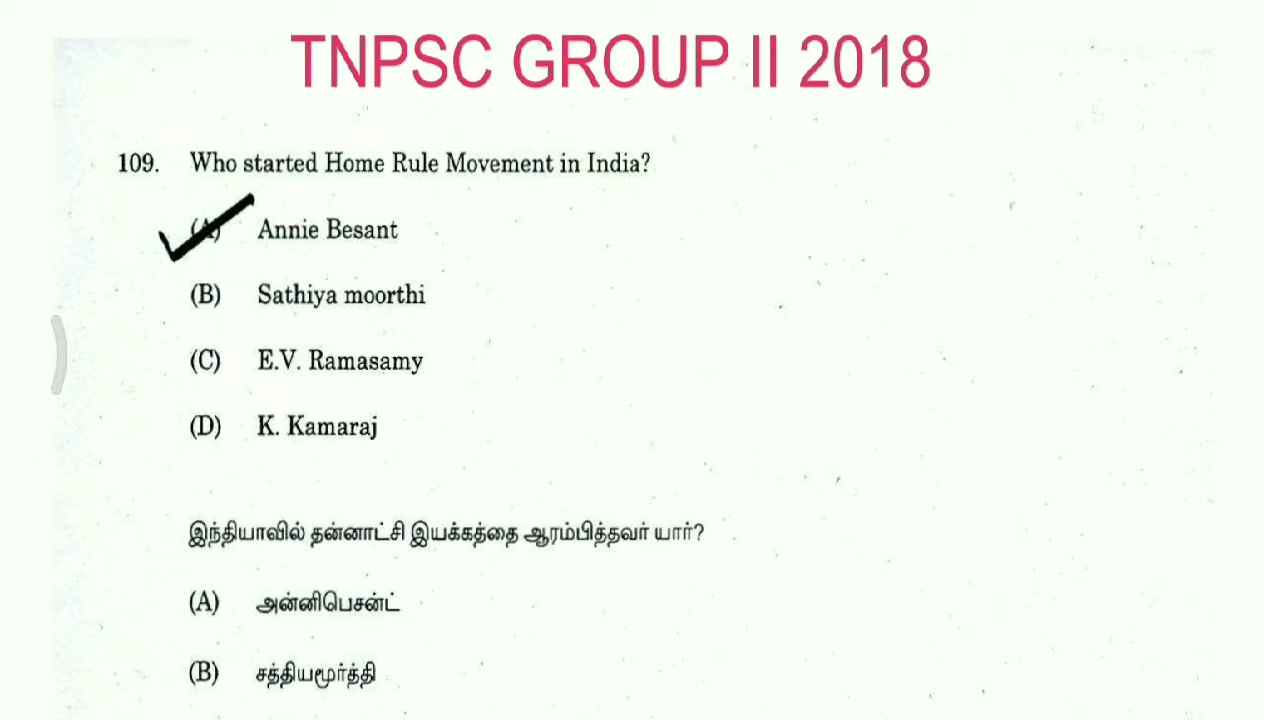 TNPSC GROUP II 2018
109. Who started Home Rule Movement in India?
(A) Annie Besant
(B) Sathiya moorthi
(C) E.V. Ramasamy
(D) K. Kamaraj
இந்தியாவில் தன்னாட்சி இயக்கத்தை ஆரம்பித்தவர் யார்?
(A) அன்னிபெசன்ட்
(B) சத்தியமூர்த்தி